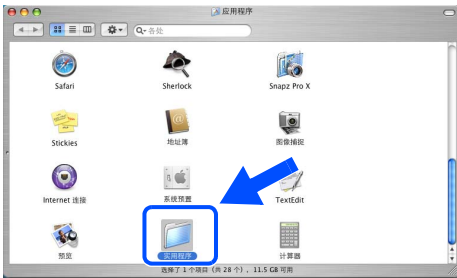 应用程序
Q- 各处
Safari
Sherlock
Snapz Pro X
Stickies
地址簿
图像捕捉
Internet 连接
系统预置
TextEdit
预览
实用程序
计算器
选择了 1 个项目 (共 28 个) , 11.5 GB 可用